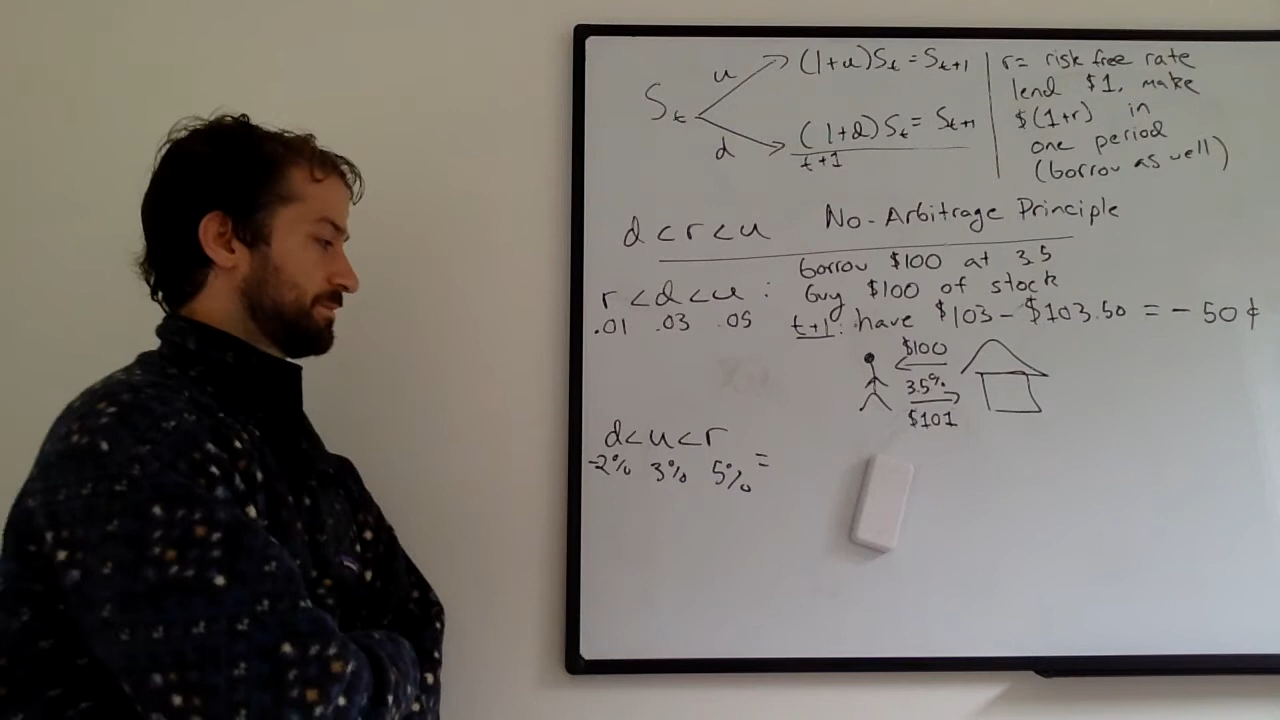 u
(1+u)S_t = S_t+1
S_t
d
(1+d)S_t = S_t+1
t+1
r = risk free rate
lend $1, make
$(1+r) in
one period
(borrow as well)
d < r < u No-Arbitrage Principle
borrow $100 at 3.5
r < d < u : buy $100 of stock
.01 .03 .05 t+1: have $103 - $103.50 = - 50¢
$100
3.5%
$101
d < u < r
-2% 3% 5% =